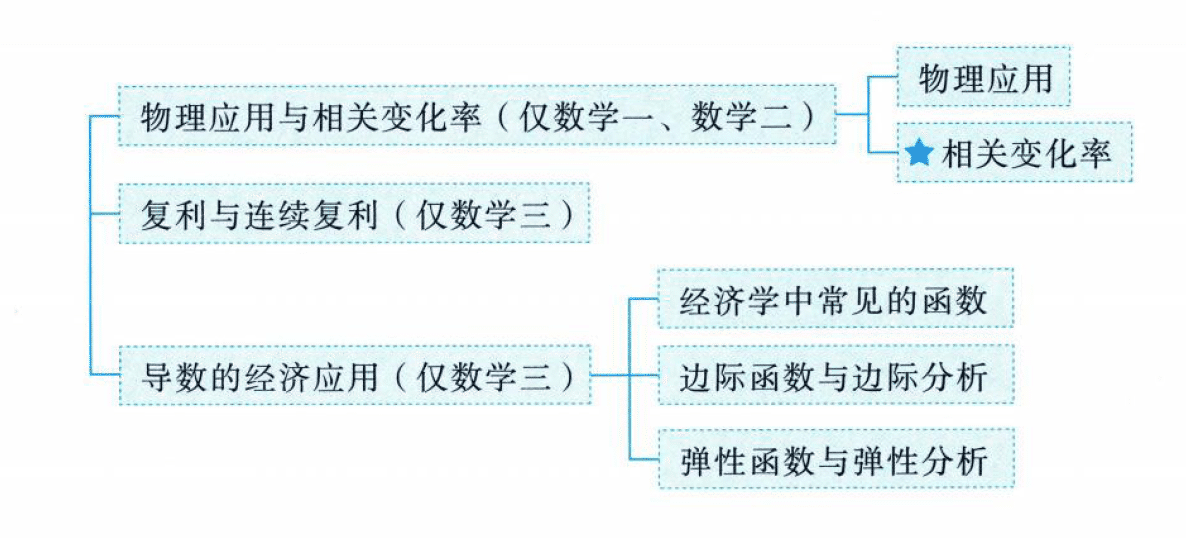 物理应用与相关变化率（仅数学一、数学二）
物理应用
相关变化率
复利与连续复利（仅数学三）
导数的经济应用（仅数学三）
经济学中常见的函数
边际函数与边际分析
弹性函数与弹性分析